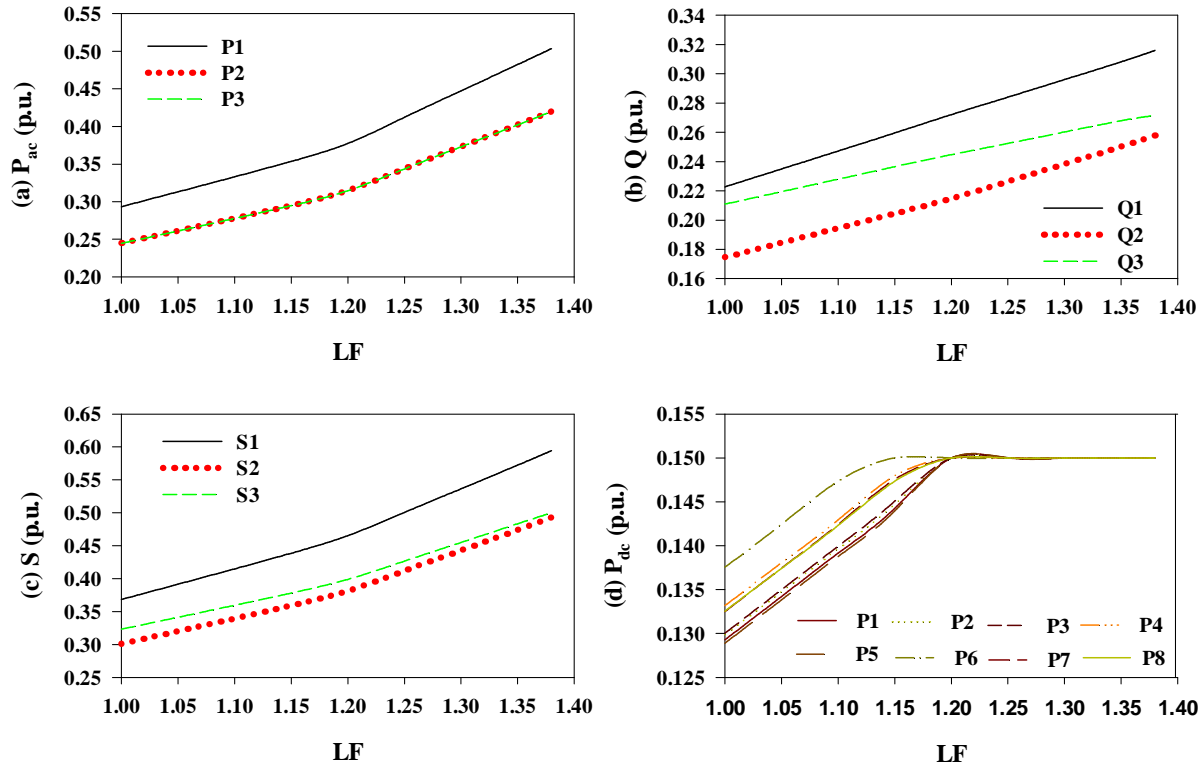 (a) P_ac (p.u.)
0.55
0.50
0.45
0.40
0.35
0.30
0.25
0.20
P1
P2
P3
1.00 1.05 1.10 1.15 1.20 1.25 1.30 1.35 1.40
LF
(b) Q (p.u.)
0.34
0.32
0.30
0.28
0.26
0.24
0.22
0.20
0.18
0.16
Q1
Q2
Q3
1.00 1.05 1.10 1.15 1.20 1.25 1.30 1.35 1.40
LF
(c) S (p.u.)
0.65
0.60
0.55
0.50
0.45
0.40
0.35
0.30
0.25
S1
S2
S3
1.00 1.05 1.10 1.15 1.20 1.25 1.30 1.35 1.40
LF
(d) P_dc (p.u.)
0.155
0.150
0.145
0.140
0.135
0.130
0.125
P1 P2 P3 P4
P5 P6 P7 P8
1.00 1.05 1.10 1.15 1.20 1.25 1.30 1.35 1.40
LF